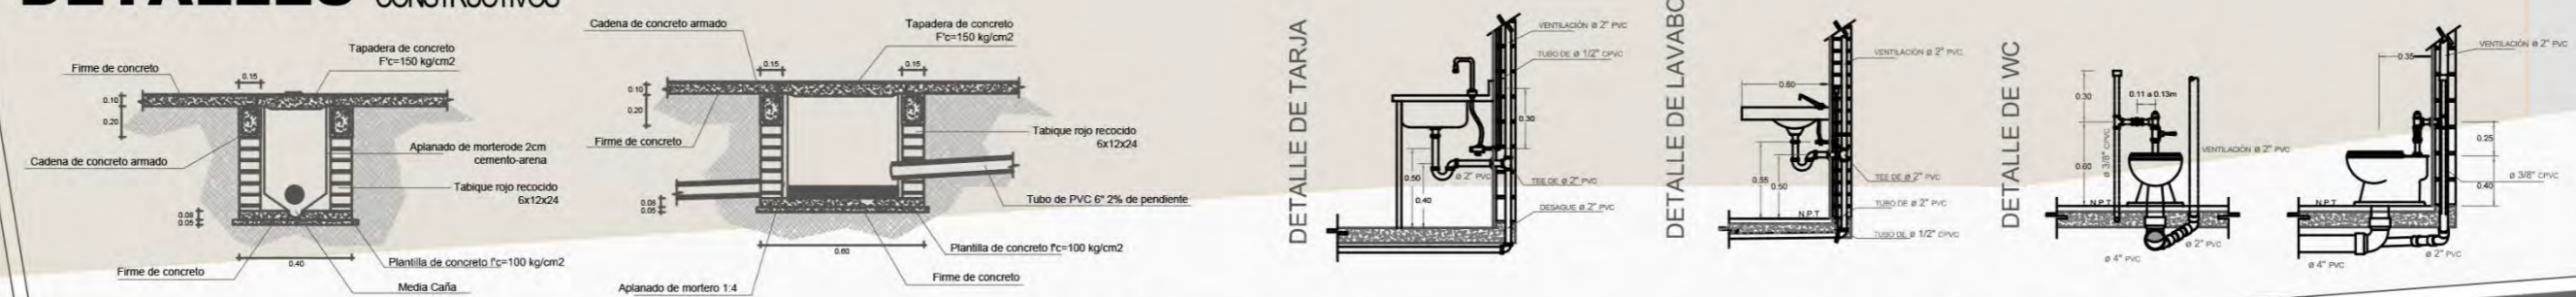 DETALLES CONSTRUCTIVOS
Firme de concreto
0.15
Tapadera de concreto
F'c=150 kg/cm2
0.10
0.20
Cadena de concreto armado
Aplanado de morterode 2cm
cemento-arena
Tabique rojo recocido
6x12x24
0.08
0.05
0.40
Firme de concreto
Plantilla de concreto f'c=100 kg/cm2
Media Caña
Cadena de concreto armado
Tapadera de concreto
F'c=150 kg/cm2
0.15
0.15
0.10
0.20
Firme de concreto
Tabique rojo recocido
6x12x24
Tubo de PVC 6" 2% de pendiente
0.08
0.05
0.60
Plantilla de concreto f'c=100 kg/cm2
Firme de concreto
Aplanado de mortero 1:4
DETALLE DE TARJA
VENTILACIÓN ø 2" PVC
TUBO DE ø 1/2" CPVC
0.30
0.50
ø 2" PVC
0.40
TEE DE ø 2" PVC
DESAGUE ø 2" PVC
DETALLE DE LAVABO
VENTILACIÓN ø 2" PVC
0.60
0.55
0.50
TEE DE ø 2" PVC
N.P.T
TUBO DE ø 2" PVC
TUBO DE ø 1/2" CPVC
DETALLE DE WC
0.30
0.11 a 0.13m
ø 3/8" CPVC
0.60
VENTILACIÓN ø 2" PVC
N.P.T
ø 2" PVC
ø 4" PVC
0.35
VENTILACIÓN ø 2" PVC
0.25
ø 3/8" CPVC
0.40
N.P.T
ø 4" PVC
ø 2" PVC